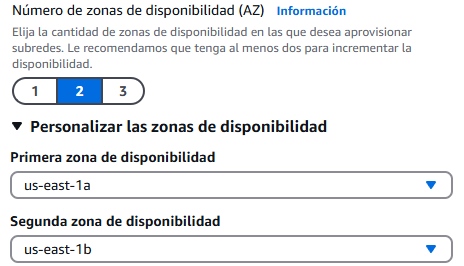 Número de zonas de disponibilidad (AZ) Información
Elija la cantidad de zonas de disponibilidad en las que desea aprovisionar
subredes. Le recomendamos que tenga al menos dos para incrementar la
disponibilidad.
1 2 3
Personalizar las zonas de disponibilidad
Primera zona de disponibilidad
us-east-1a
Segunda zona de disponibilidad
us-east-1b